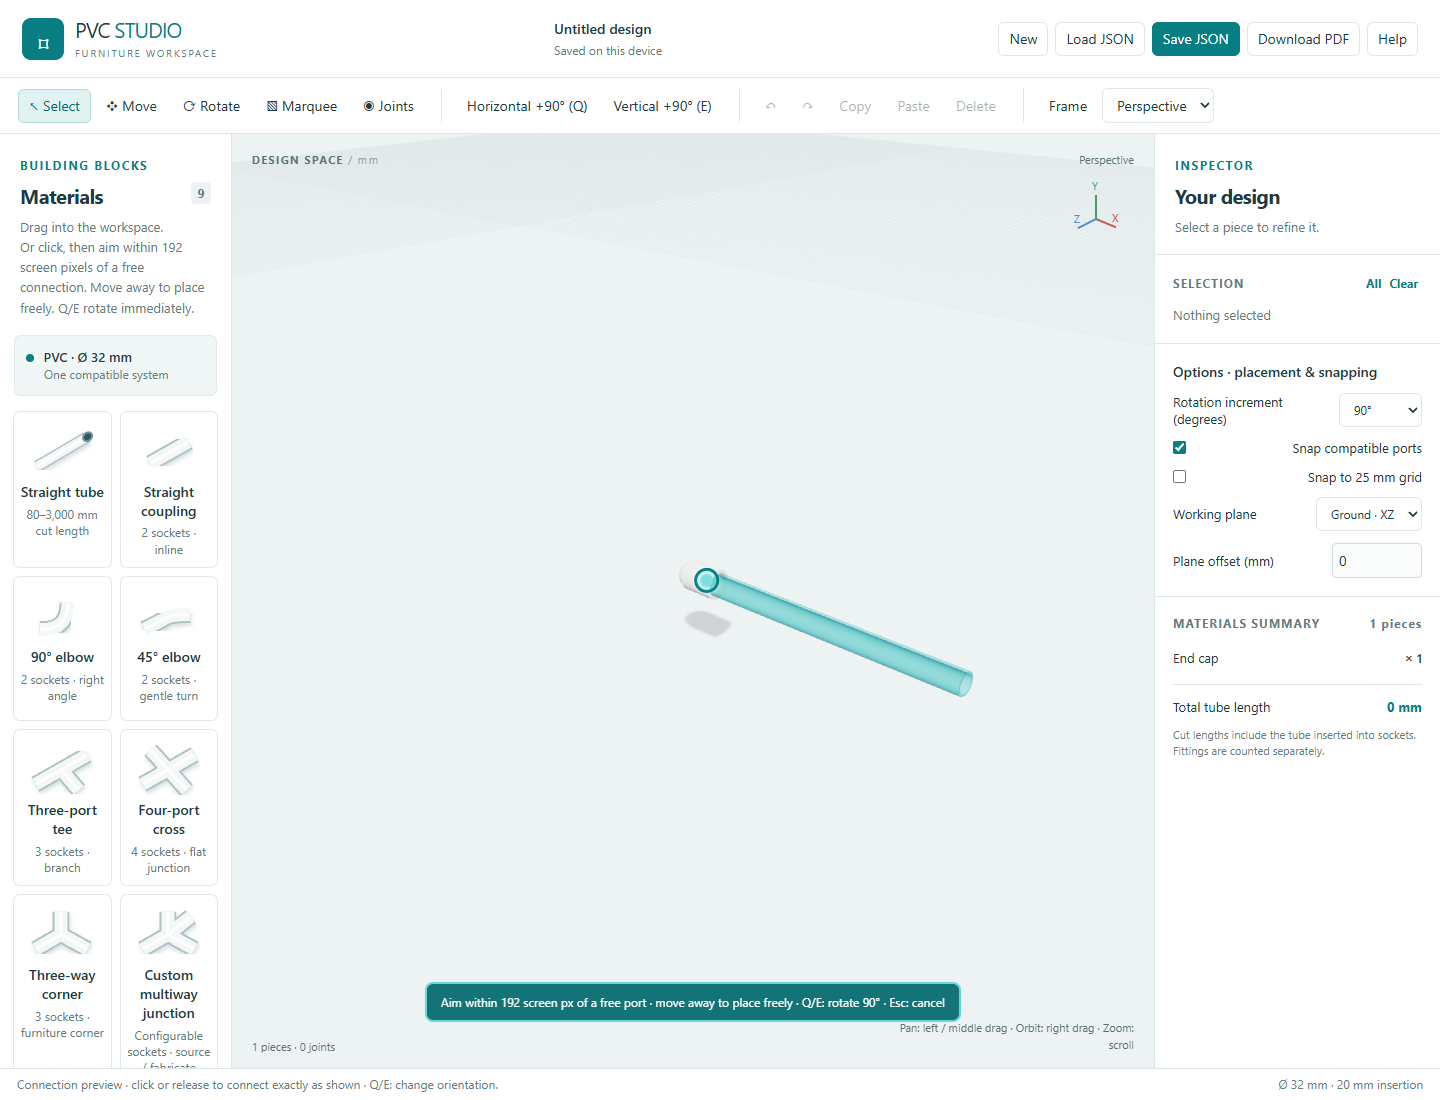 PVC STUDIO
FURNITURE WORKSPACE
Untitled design
Saved on this device
New
Load JSON
Save JSON
Download PDF
Help
Select
Move
Rotate
Marquee
Joints
Horizontal +90° (Q)
Vertical +90° (E)
Copy
Paste
Delete
Frame
Perspective
BUILDING BLOCKS
Materials
9
Drag into the workspace.
Or click, then aim within 192
screen pixels of a free
connection. Move away to place
freely. Q/E rotate immediately.
PVC · Ø 32 mm
One compatible system
Straight tube
80–3,000 mm
cut length
Straight
coupling
2 sockets ·
inline
90° elbow
2 sockets · right
angle
45° elbow
2 sockets ·
gentle turn
Three-port
tee
3 sockets ·
branch
Four-port
cross
4 sockets · flat
junction
Three-way
corner
3 sockets ·
furniture corner
Custom
multiway
junction
Configurable
sockets · source
/ fabricate
DESIGN SPACE / mm
Perspective
Y
Z
X
Aim within 192 screen px of a free port · move away to place freely · Q/E: rotate 90° · Esc: cancel
Pan: left / middle drag · Orbit: right drag · Zoom:
scroll
1 pieces · 0 joints
INSPECTOR
Your design
Select a piece to refine it.
SELECTION
All
Clear
Nothing selected
Options · placement & snapping
Rotation increment
(degrees)
90°
Snap compatible ports
Snap to 25 mm grid
Working plane
Ground · XZ
Plane offset (mm)
0
MATERIALS SUMMARY
1 pieces
End cap
× 1
Total tube length
0 mm
Cut lengths include the tube inserted into sockets.
Fittings are counted separately.
Connection preview · click or release to connect exactly as shown · Q/E: change orientation.
Ø 32 mm · 20 mm insertion